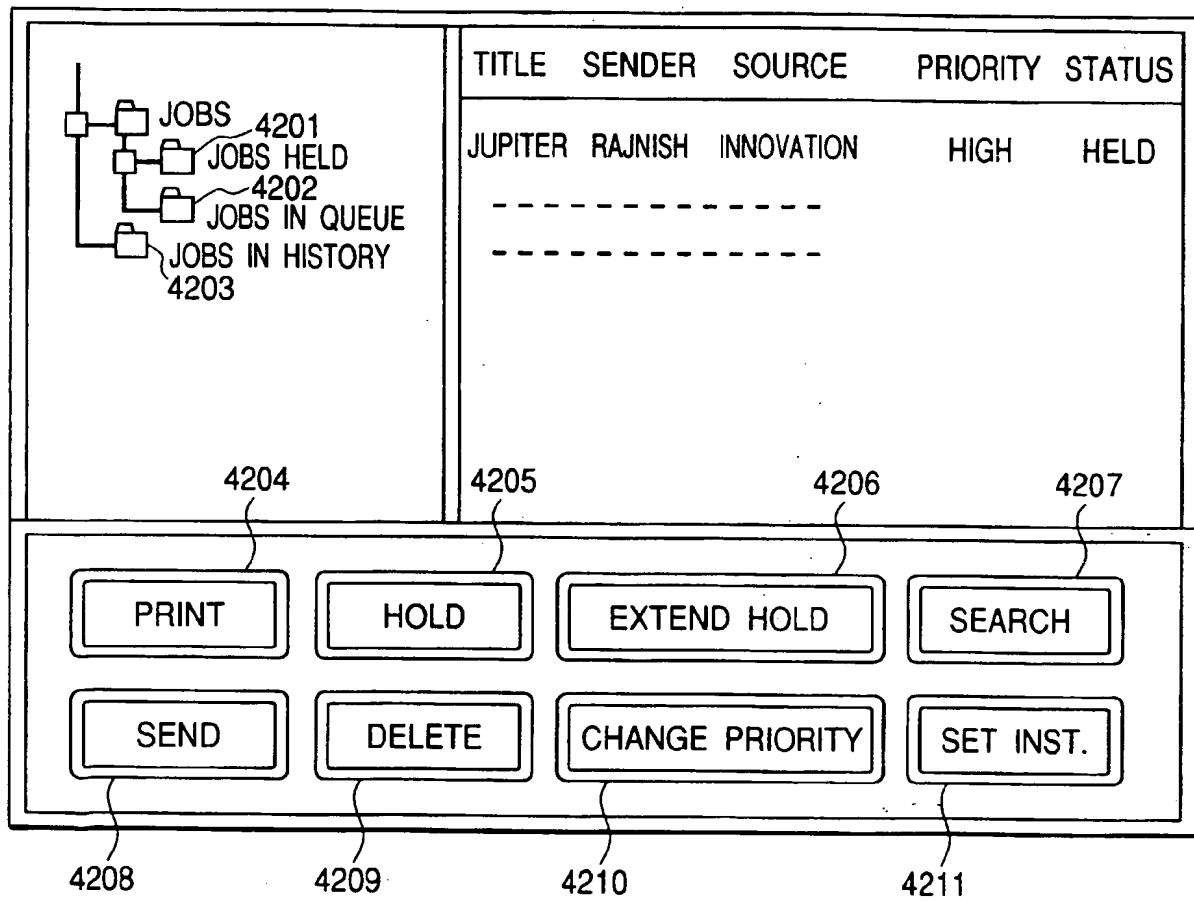 JOBS
4201
JOBS HELD
4202
JOBS IN QUEUE
JOBS IN HISTORY
4203
TITLE SENDER SOURCE PRIORITY STATUS
JUPITER RAJNISH INNOVATION HIGH HELD
4204 4205 4206 4207
PRINT HOLD EXTEND HOLD SEARCH
SEND DELETE CHANGE PRIORITY SET INST.
4208 4209 4210 4211